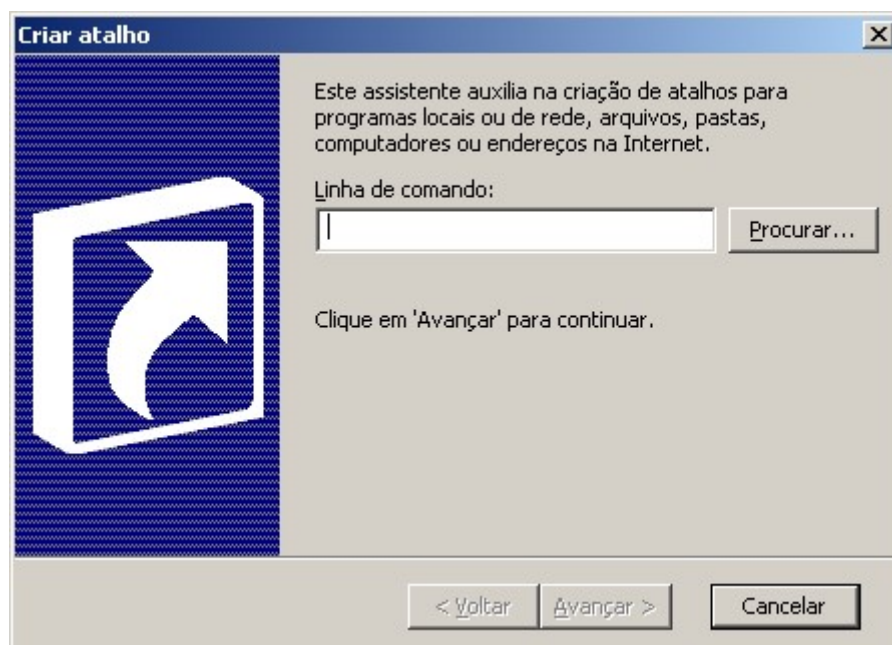 Criar atalho
Este assistente auxilia na criação de atalhos para
programas locais ou de rede, arquivos, pastas,
computadores ou endereços na Internet.
Linha de comando:
Procurar...
Clique em 'Avançar' para continuar.
< Voltar
Avançar >
Cancelar